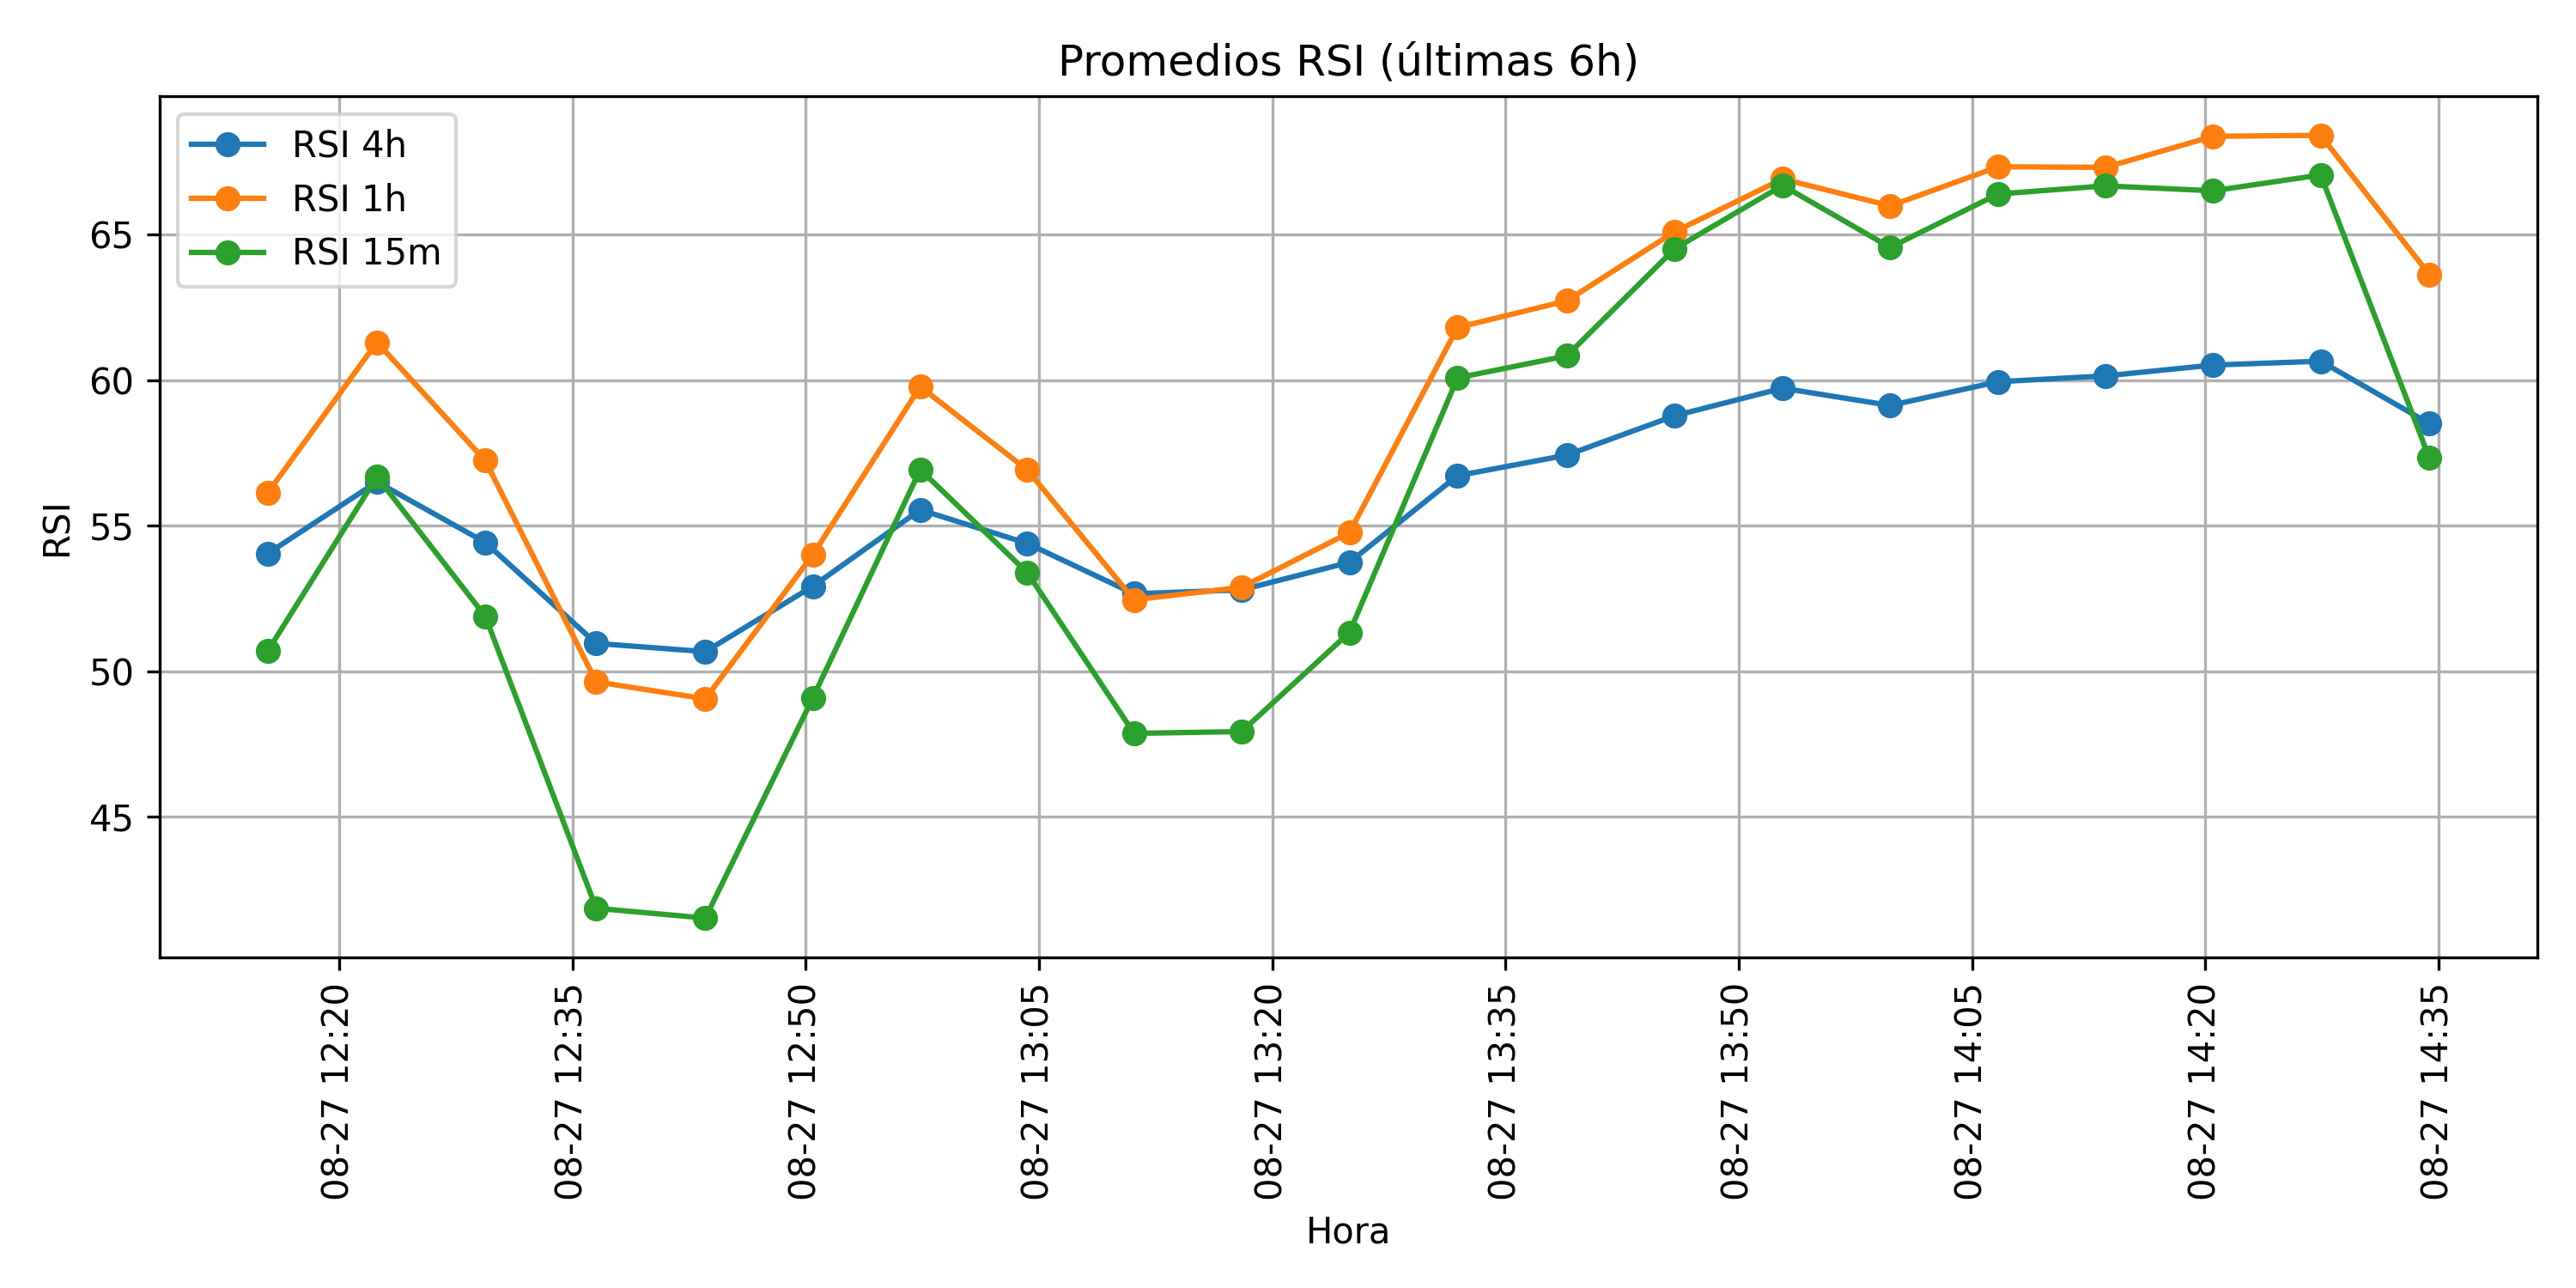 Promedios RSI (últimas 6h)
RSI 4h
RSI 1h
RSI 15m
RSI
65
60
55
50
45
08-27 12:20
08-27 12:35
08-27 12:50
08-27 13:05
08-27 13:20
08-27 13:35
08-27 13:50
08-27 14:05
08-27 14:20
08-27 14:35
Hora